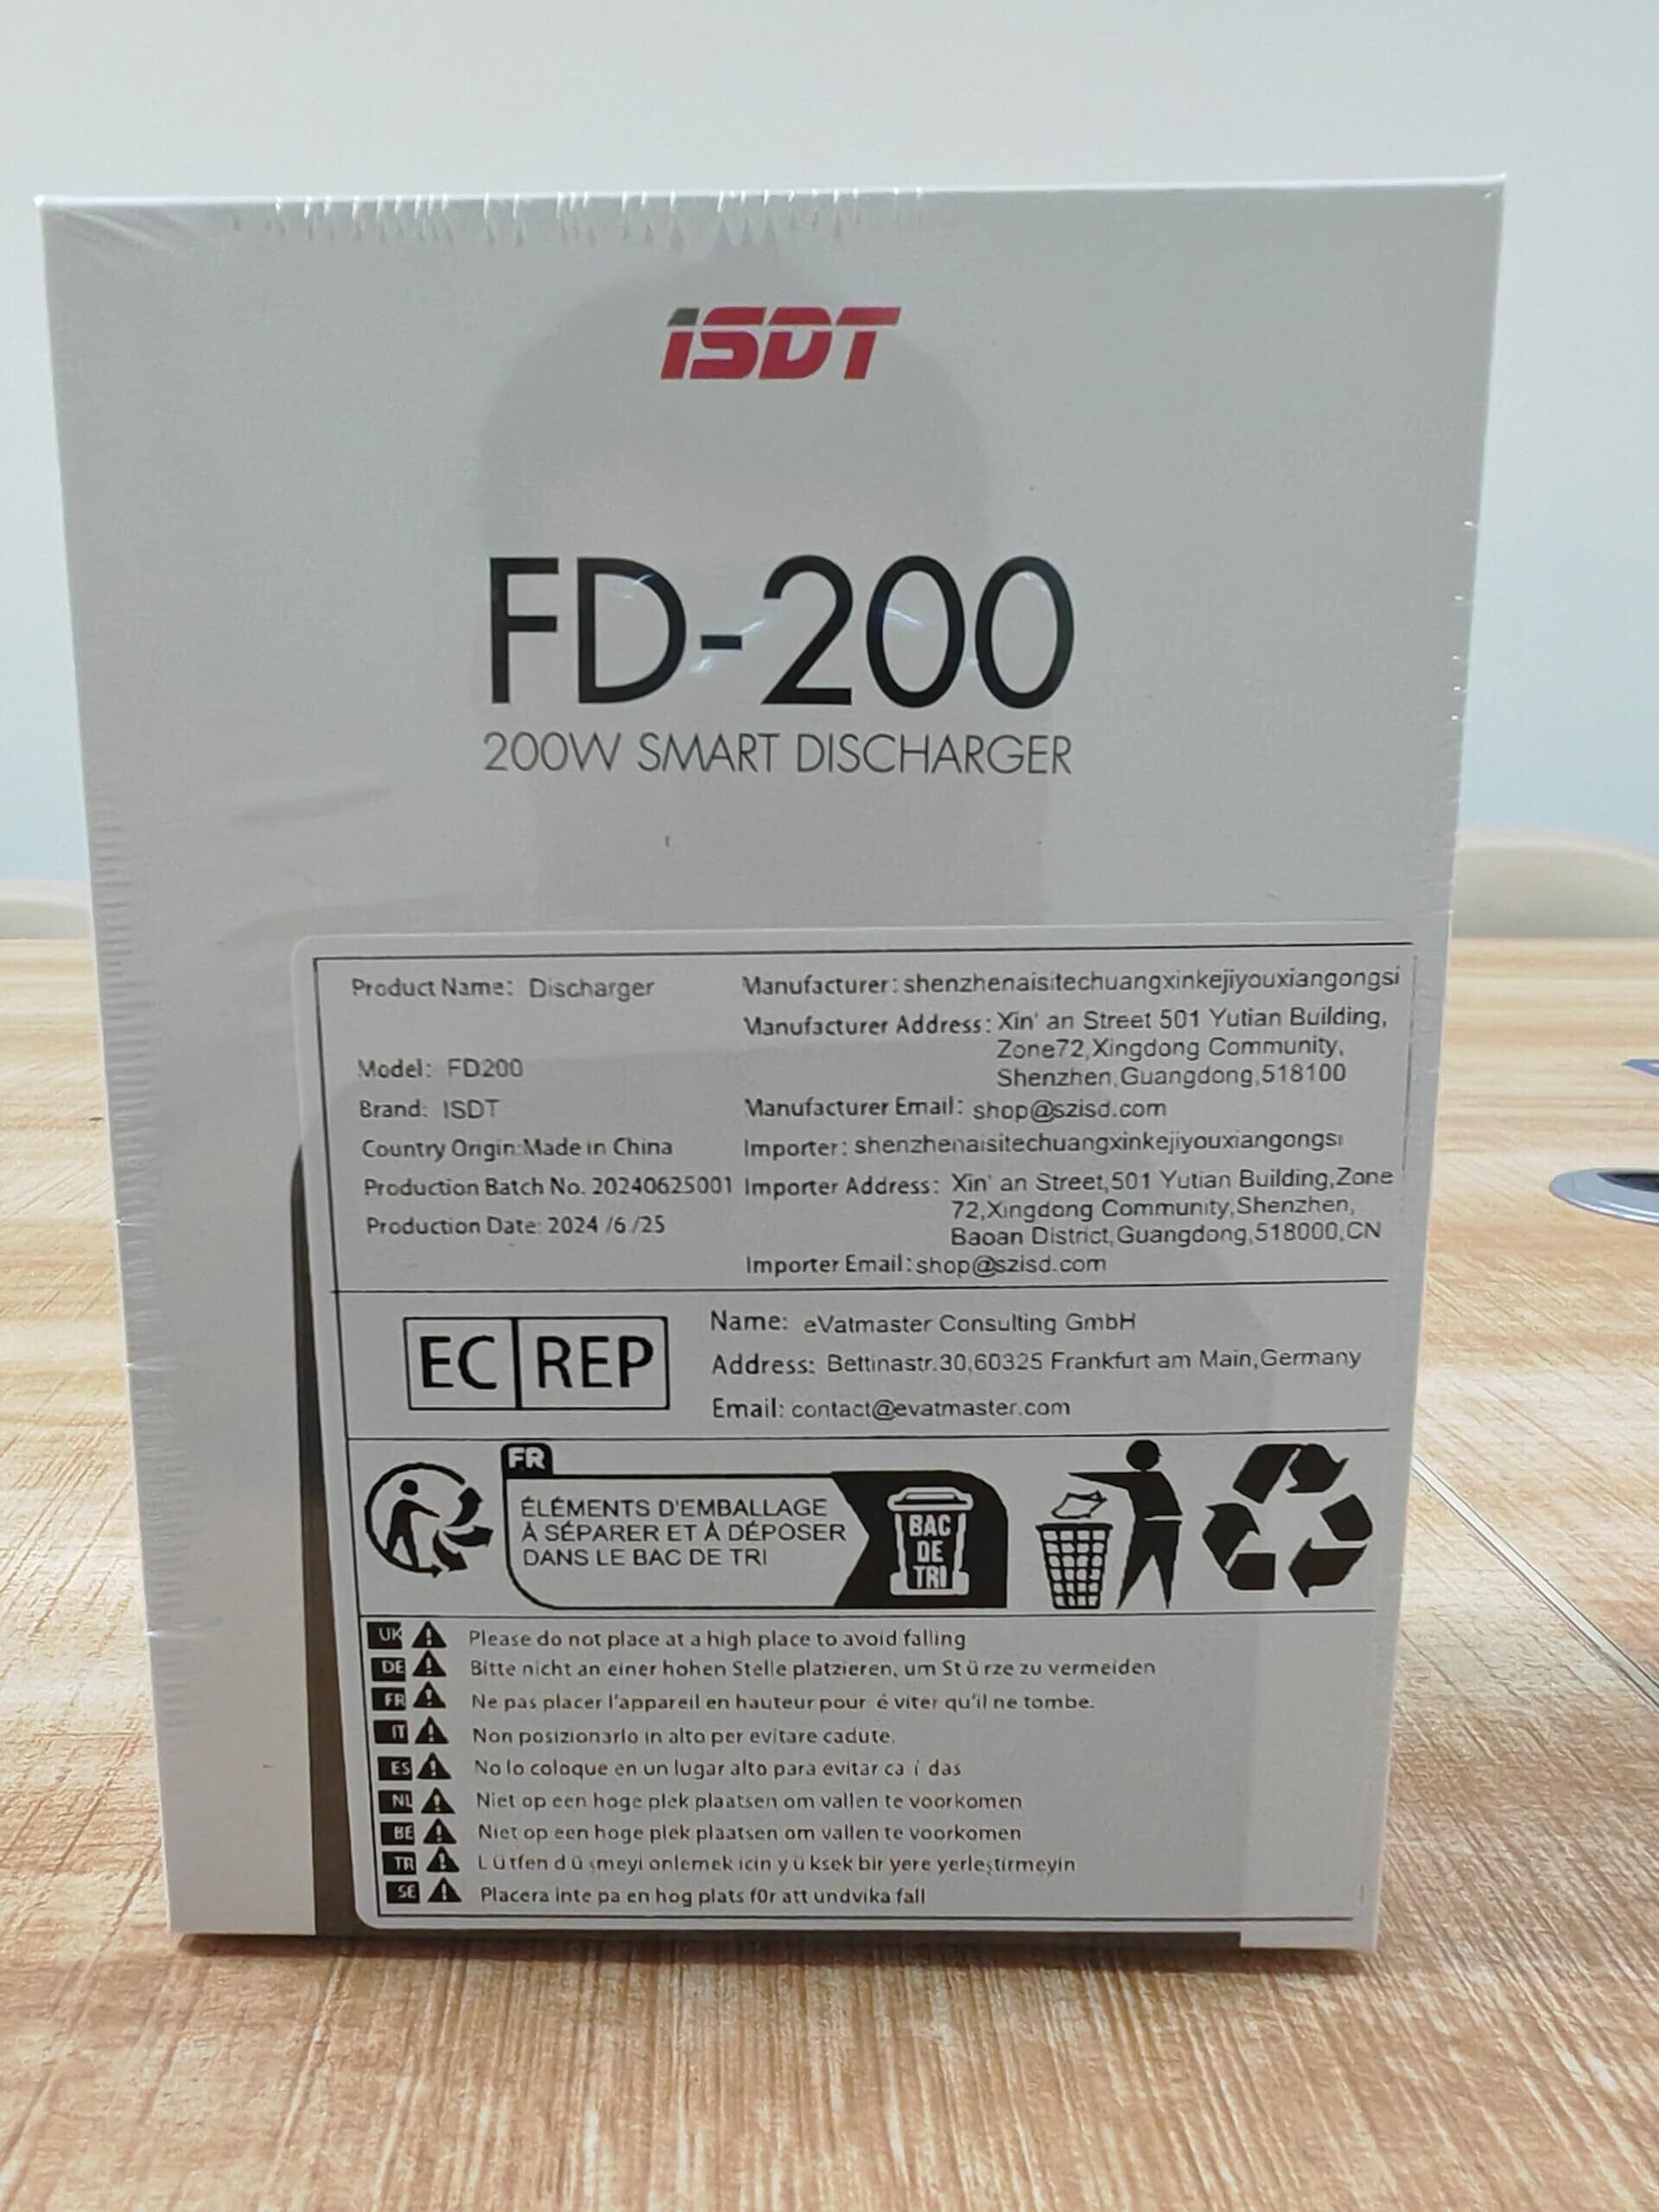 iSDT
FD-200
200W SMART DISCHARGER
Product Name: Discharger
Model: FD200
Brand: ISDT
Country Origin:Made in China
Production Batch No. 20240625001
Production Date: 2024 /6 /25
Manufacturer: shenzhenaisitechuangxinkejiyouxiangongsi
Manufacturer Address: Xin' an Street 501 Yutian Building,
Zone72,Xingdong Community,
Shenzhen,Guangdong,518100
Manufacturer Email: shop@szisd.com
Importer: shenzhenaisitechuangxinkejiyouxiangongsi
Importer Address: Xin' an Street,501 Yutian Building,Zone
72,Xingdong Community,Shenzhen,
Baoan District,Guangdong,518000,CN
Importer Email: shop@szisd.com
EC REP
Name: eVatmaster Consulting GmbH
Address: Bettinastr.30,60325 Frankfurt am Main,Germany
Email: contact@evatmaster.com
FR
ÉLÉMENTS D'EMBALLAGE
À SÉPARER ET À DÉPOSER
DANS LE BAC DE TRI
BAC
DE
TRI
UK Please do not place at a high place to avoid falling
DE Bitte nicht an einer hohen Stelle platzieren, um St ü rze zu vermeiden
FR Ne pas placer l'appareil en hauteur pour é viter qu'il ne tombe.
IT Non posizionarlo in alto per evitare cadute.
ES No lo coloque en un lugar alto para evitar ca í das
NL Niet op een hoge plek plaatsen om vallen te voorkomen
BE Niet op een hoge plek plaatsen om vallen te voorkomen
TR L ü tfen d ü şmeyi onlemek icin y ü ksek bir yere yerleştirmeyin
SE Placera inte pa en hog plats f0r att undvika fall